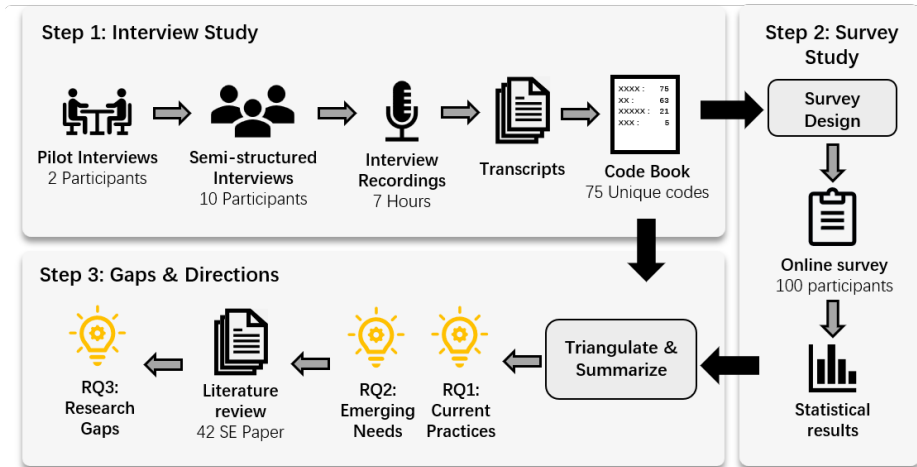 Step 1: Interview Study
Pilot Interviews
2 Participants
Semi-structured
Interviews
10 Participants
Interview
Recordings
7 Hours
Transcripts
XXXX : 75
XX : 63
XXXXX : 21
XXX : 5
Code Book
75 Unique codes
Step 2: Survey
Study
Survey
Design
Online survey
100 participants
Statistical
results
Step 3: Gaps & Directions
Triangulate &
Summarize
RQ1:
Current
Practices
RQ2:
Emerging
Needs
Literature
review
42 SE Paper
RQ3:
Research
Gaps